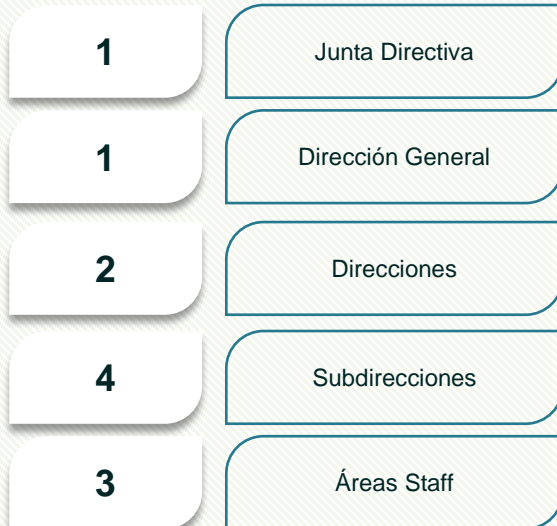 1
Junta Directiva
1
Dirección General
2
Direcciones
4
Subdirecciones
3
Áreas Staff